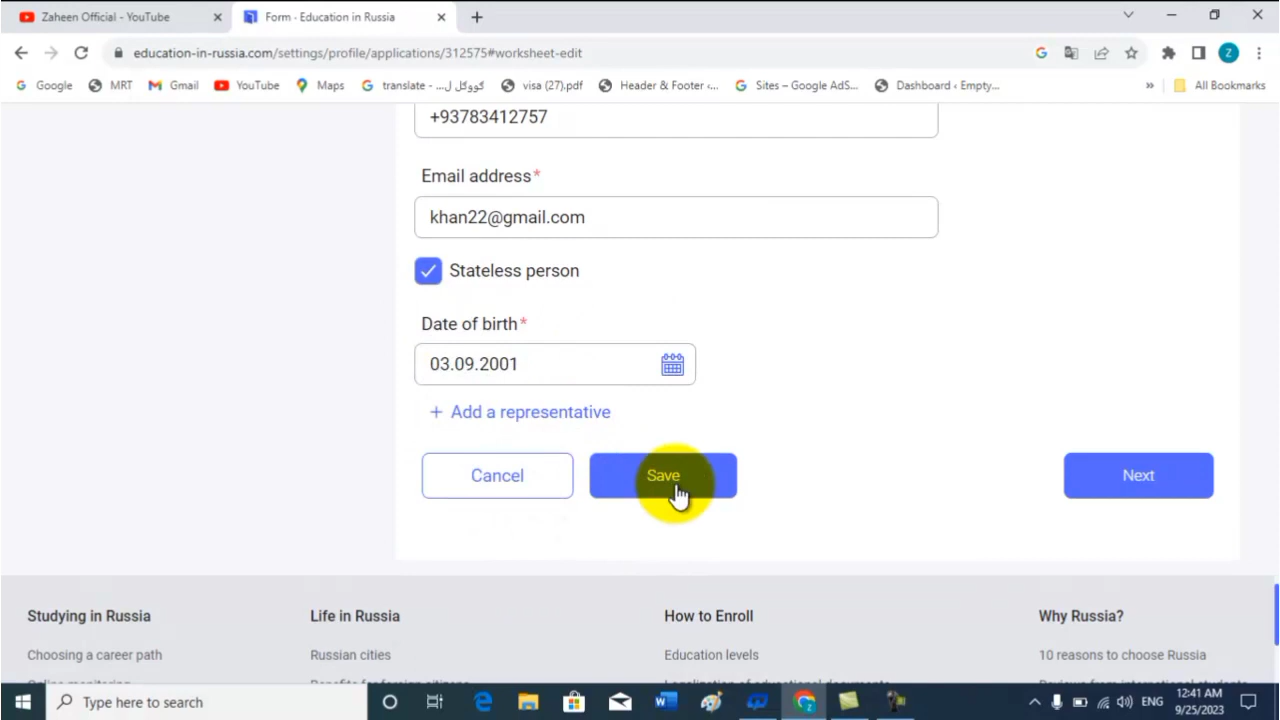 Zaheen Official - YouTube
Form - Education in Russia
education-in-russia.com/settings/profile/applications/312575#worksheet-edit
Z
Google
MRT
Gmail
YouTube
Maps
translate - ...كووكل ل
visa (27).pdf
Header & Footer ‹...
Sites – Google AdS...
Dashboard ‹ Empty...
»
All Bookmarks
+93783412757
Email address*
khan22@gmail.com
Stateless person
Date of birth*
03.09.2001
+ Add a representative
Cancel
Save
Next
Studying in Russia
Life in Russia
How to Enroll
Why Russia?
Choosing a career path
Russian cities
Education levels
10 reasons to choose Russia
Type here to search
ENG
12:41 AM
9/25/2023